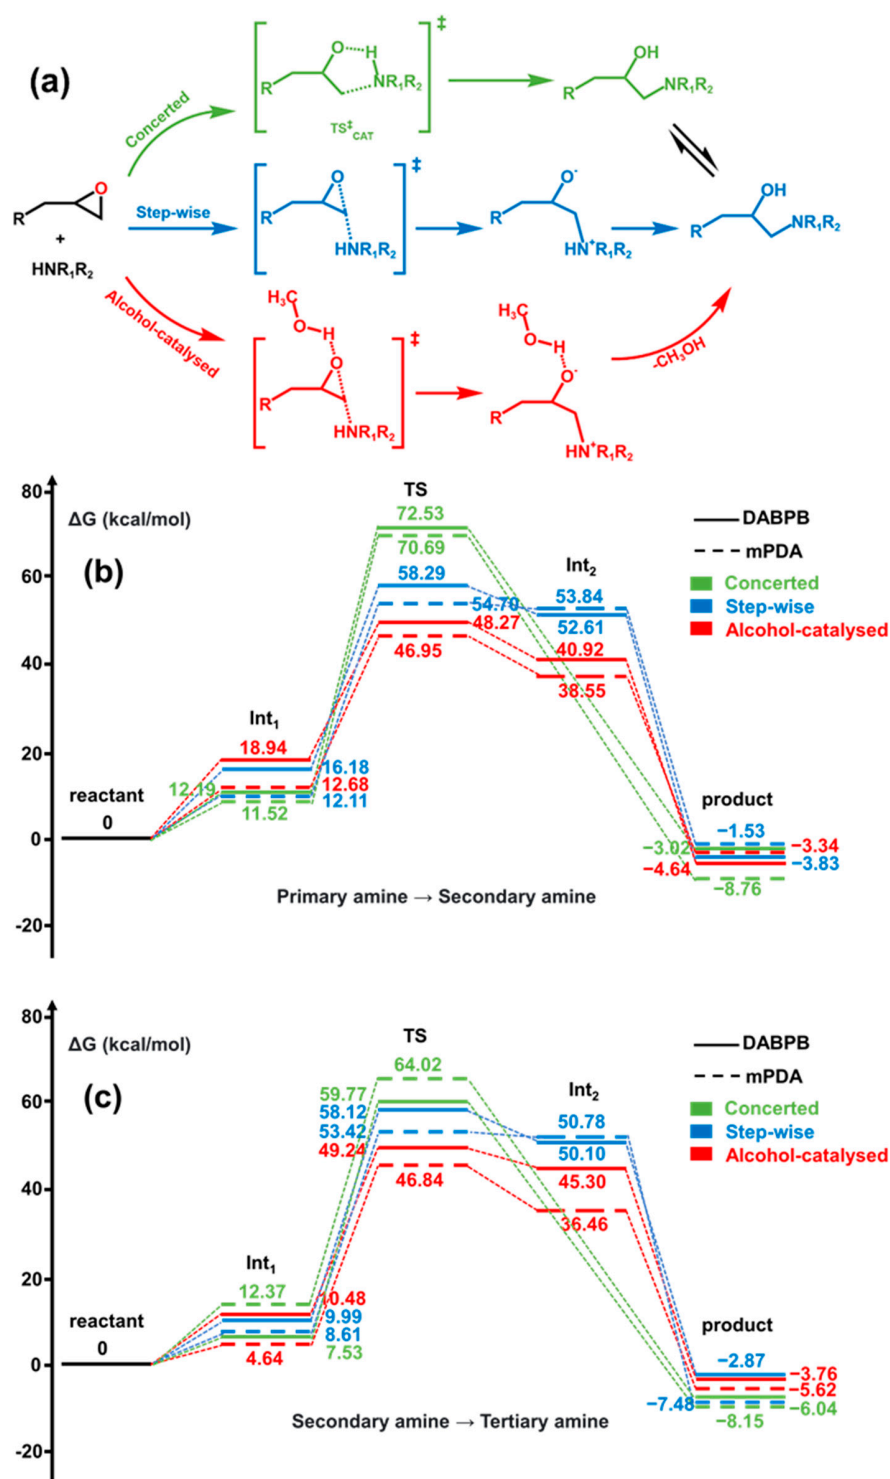 (a)
Concerted
Step-wise
Alcohol-catalysed
R
O
+
HNR₁R₂
R
O
H
NR₁R₂
‡
TS‡CAT
R
OH
NR₁R₂
R
O
HNR₁R₂
‡
R
O⁻
HN⁺R₁R₂
R
OH
NR₁R₂
H₃C
O
H
O
R
HNR₁R₂
‡
H₃C
O
H
O⁻
R
HN⁺R₁R₂
-CH₃OH
(b)
ΔG (kcal/mol)
80
60
40
20
0
-20
reactant
0
Int₁
18.94
16.18
12.19
12.68
12.11
11.52
TS
72.53
70.69
58.29
54.70
48.27
46.95
Int₂
53.84
52.61
40.92
38.55
product
−1.53
−3.02
−3.34
−4.64
−3.83
−8.76
DABPB
mPDA
Concerted
Step-wise
Alcohol-catalysed
Primary amine → Secondary amine
(c)
ΔG (kcal/mol)
80
60
40
20
0
-20
reactant
0
Int₁
12.37
10.48
9.99
8.61
7.53
4.64
TS
64.02
59.77
58.12
53.42
49.24
46.84
Int₂
50.78
50.10
45.30
36.46
product
−2.87
−3.76
−5.62
−7.48
−6.04
−8.15
DABPB
mPDA
Concerted
Step-wise
Alcohol-catalysed
Secondary amine → Tertiary amine